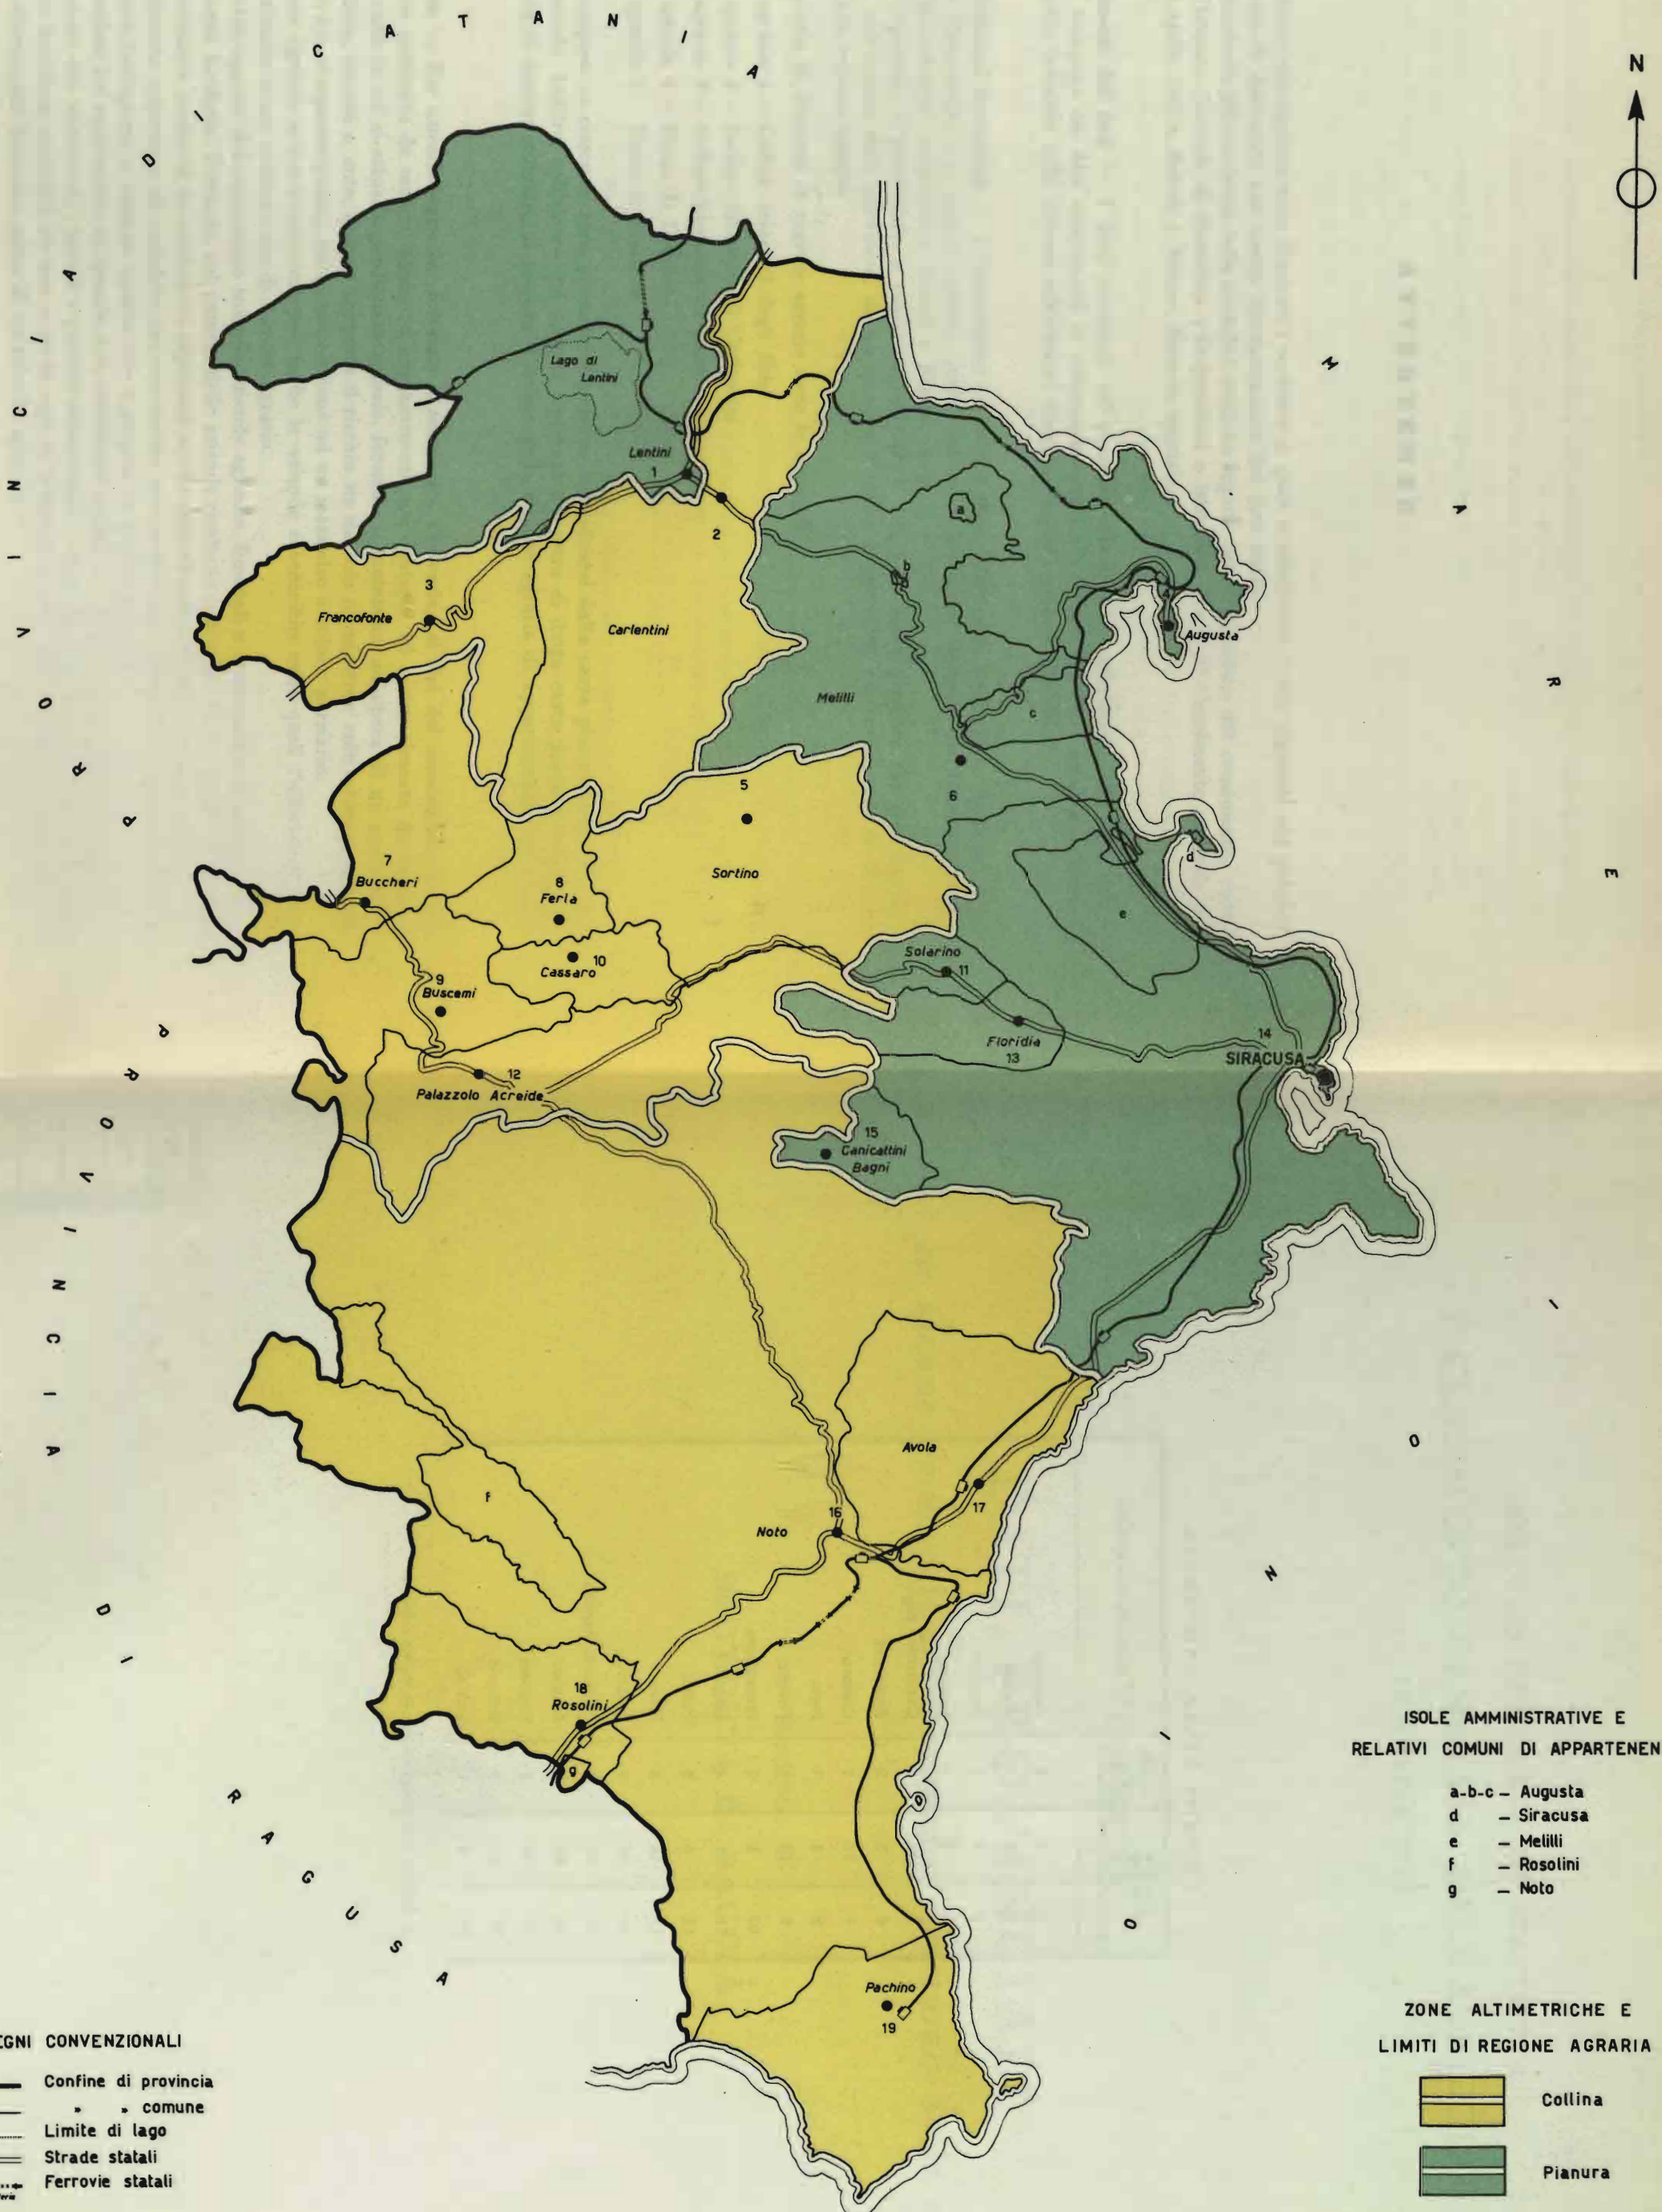 CATANIA
N
PROVINCIA DI
MARE
IONIO
PROVINCIA DI
RAGUSA
Lago di
Lentini
Lentini
1
2
3
Francofonte
Carlentini
a
b
4
Augusta
Melilli
c
5
6
Sortino
d
7
Buccheri
8
Ferla
e
Solarino
11
10
Cassaro
9
Buscemi
Floridia
13
14
SIRACUSA
12
Palazzolo Acreide
15
Canicattini
Bagni
Avola
17
f
16
Noto
18
Rosolini
g
Pachino
19
ISOLE AMMINISTRATIVE E
RELATIVI COMUNI DI APPARTENEN
a-b-c – Augusta
d – Siracusa
e – Melilli
f – Rosolini
g – Noto
ZONE ALTIMETRICHE E
LIMITI DI REGIONE AGRARIA
Collina
Pianura
EGNI CONVENZIONALI
Confine di provincia
» » comune
Limite di lago
Strade statali
Ferrovie statali